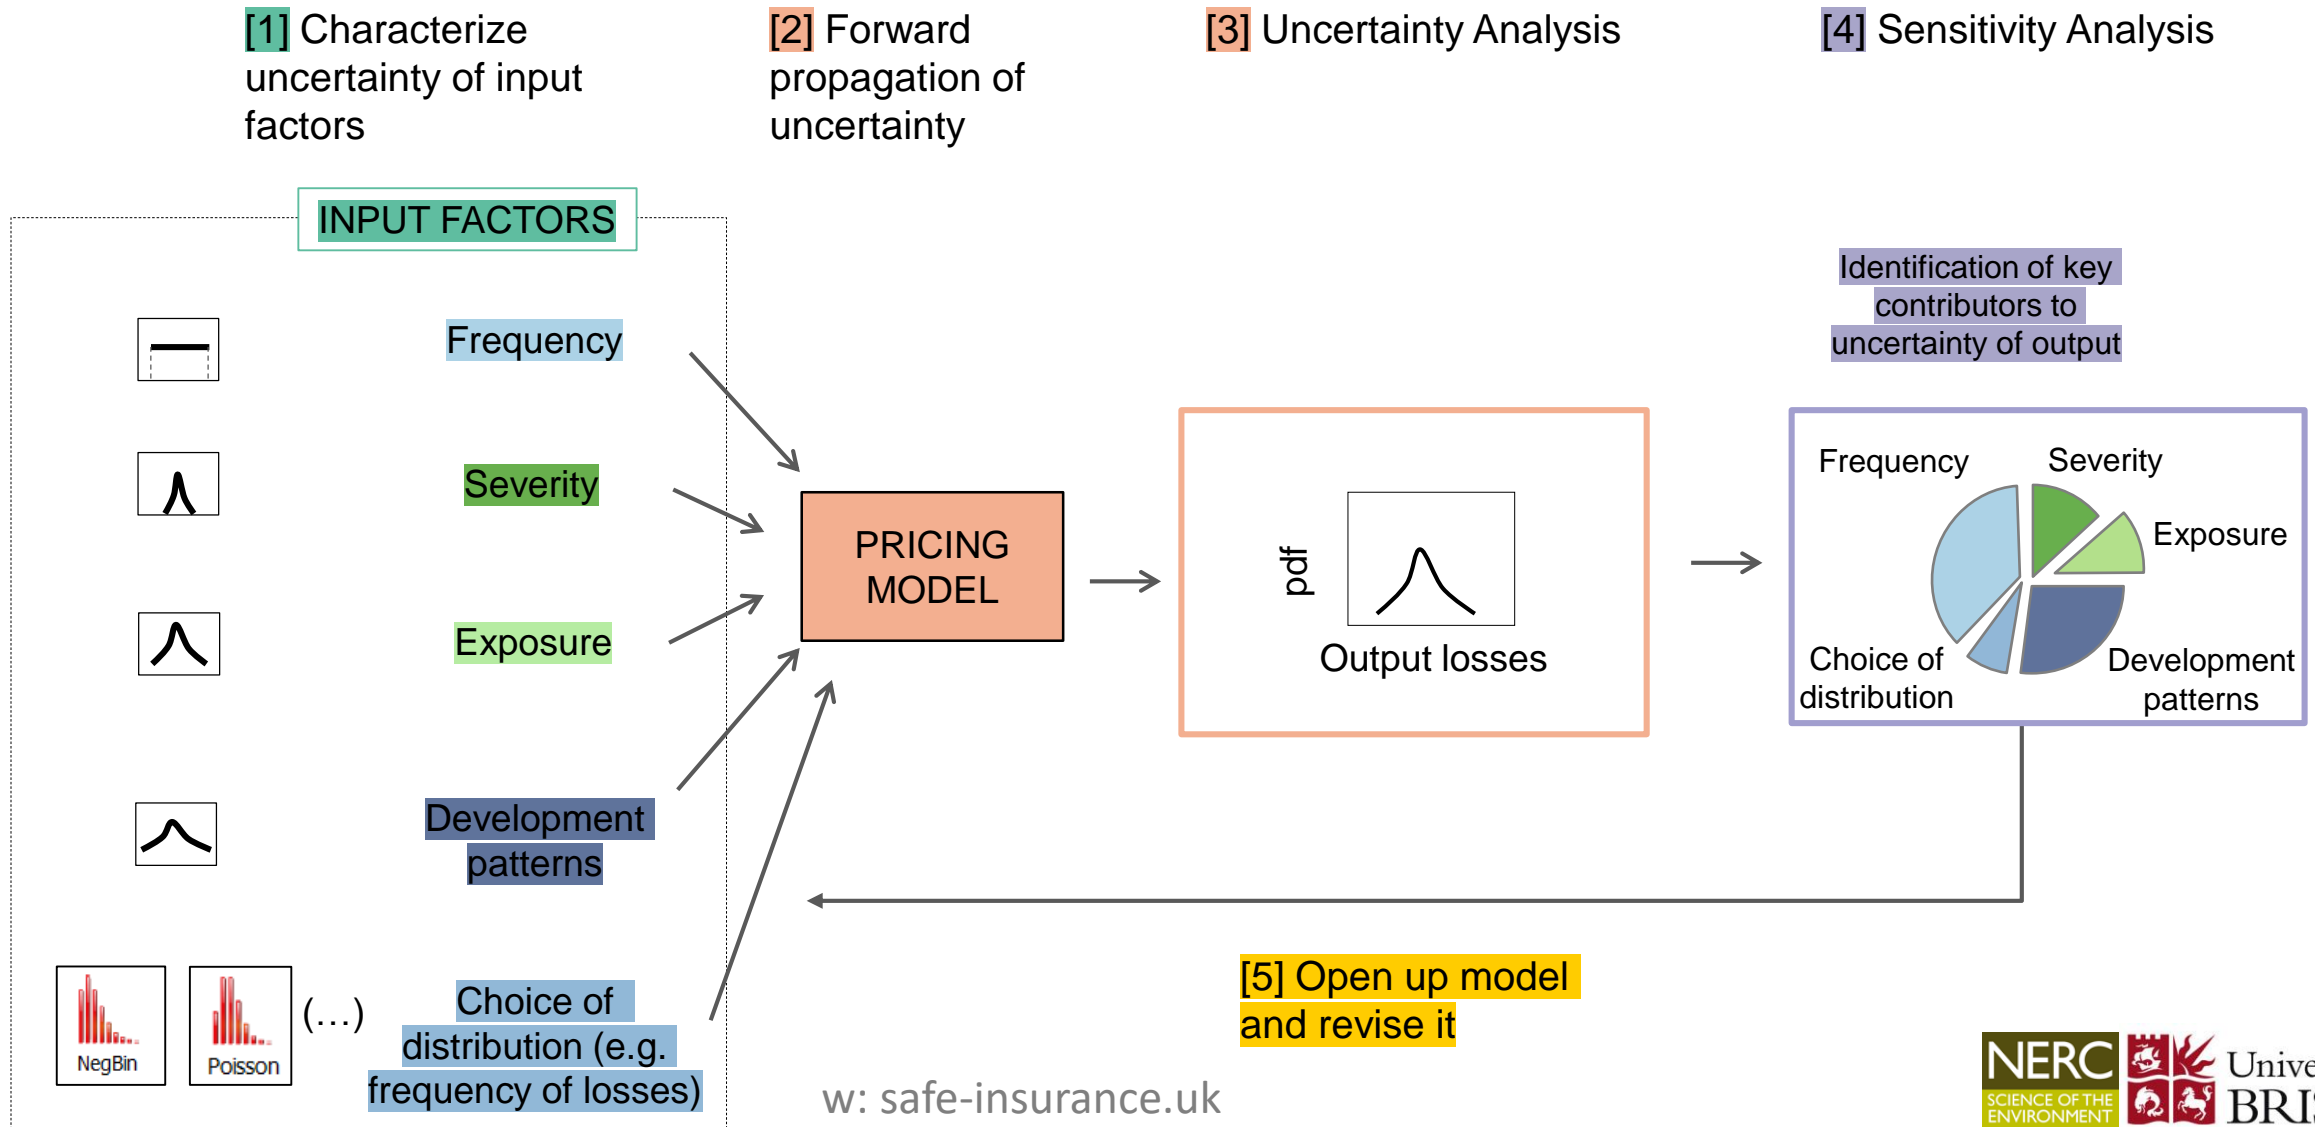 [1] Characterize
uncertainty of input
factors
[2] Forward
propagation of
uncertainty
[3] Uncertainty Analysis
[4] Sensitivity Analysis
INPUT FACTORS
Frequency
Severity
Exposure
Development
patterns
NegBin
Poisson
(...)
Choice of
distribution (e.g.
frequency of losses)
PRICING
MODEL
pdf
Output losses
Identification of key
contributors to
uncertainty of output
Frequency
Severity
Exposure
Choice of
distribution
Development
patterns
[5] Open up model
and revise it
w: safe-insurance.uk
NERC
SCIENCE OF THE
ENVIRONMENT